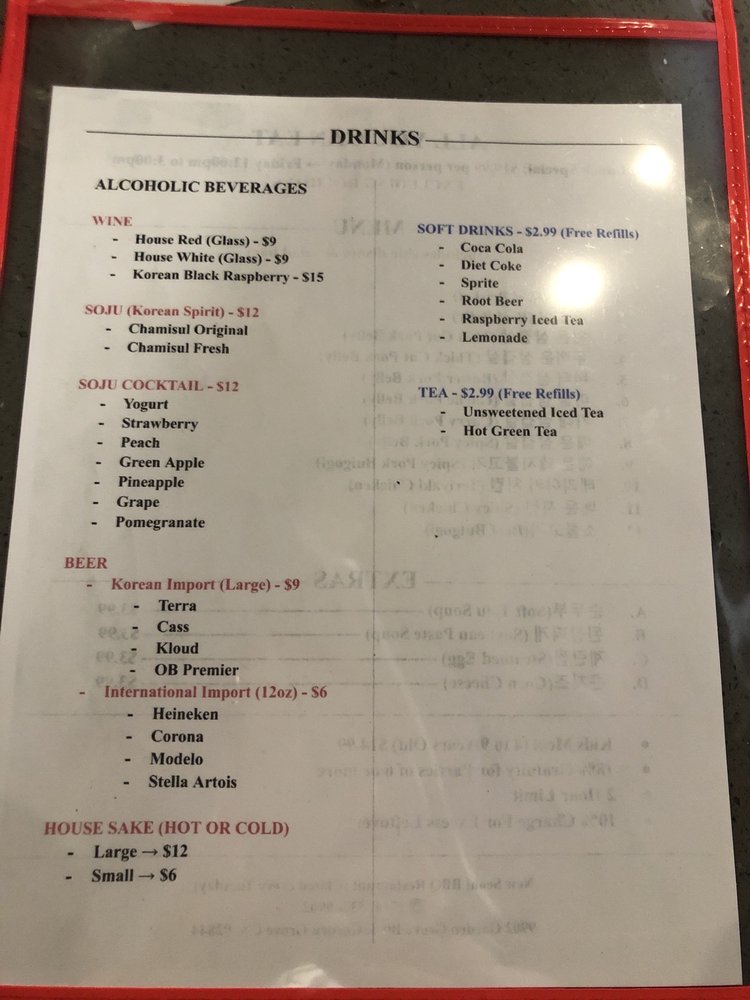 DRINKS
ALCOHOLIC BEVERAGES
WINE
- House Red (Glass) - $9
- House White (Glass) - $9
- Korean Black Raspberry - $15
SOJU (Korean Spirit) - $12
- Chamisul Original
- Chamisul Fresh
SOJU COCKTAIL - $12
- Yogurt
- Strawberry
- Peach
- Green Apple
- Pineapple
- Grape
- Pomegranate
BEER
- Korean Import (Large) - $9
- Terra
- Cass
- Kloud
- OB Premier
- International Import (12oz) - $6
- Heineken
- Corona
- Modelo
- Stella Artois
HOUSE SAKE (HOT OR COLD)
- Large → $12
- Small → $6
SOFT DRINKS - $2.99 (Free Refills)
- Coca Cola
- Diet Coke
- Sprite
- Root Beer
- Raspberry Iced Tea
- Lemonade
TEA - $2.99 (Free Refills)
- Unsweetened Iced Tea
- Hot Green Tea